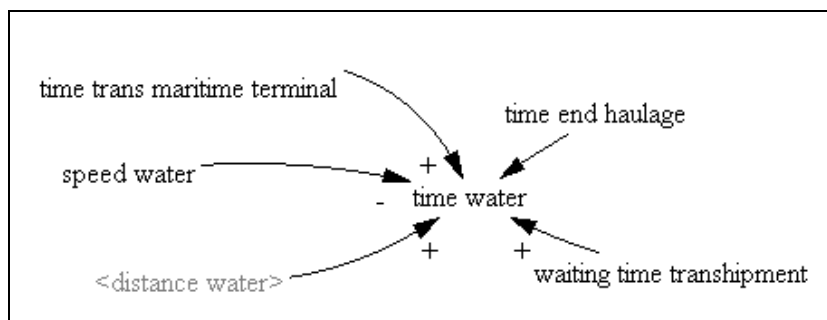 time trans maritime terminal
time end haulage
+
speed water
- time water
+ +
<distance water>
waiting time transhipment